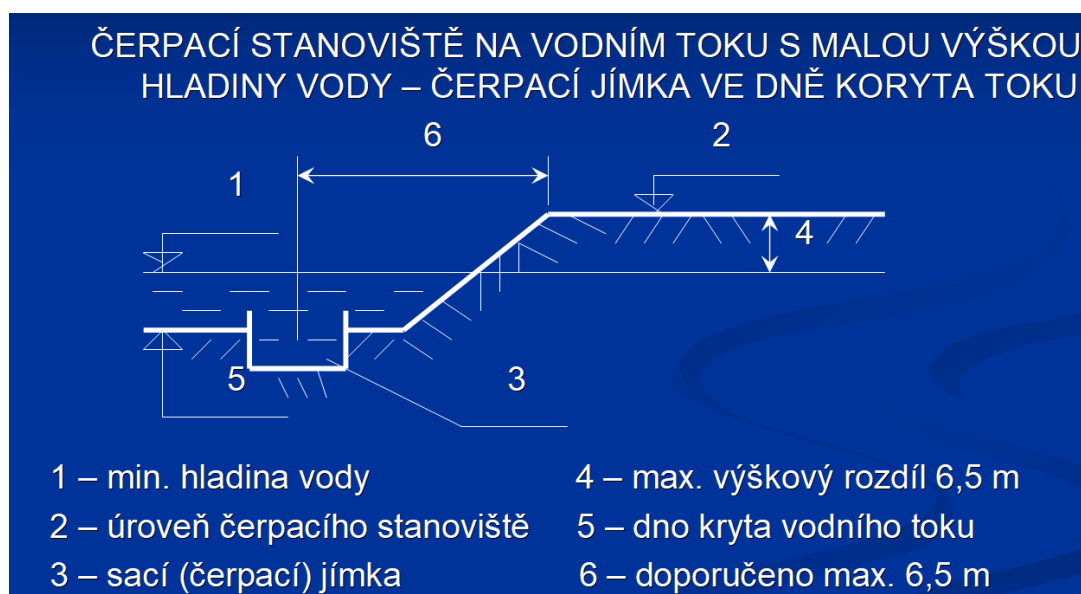 ČERPACÍ STANOVIŠTĚ NA VODNÍM TOKU S MALOU VÝŠKOU
HLADINY VODY – ČERPACÍ JÍMKA VE DNĚ KORYTA TOKU
6
2
1
4
5
3
1 – min. hladina vody
4 – max. výškový rozdíl 6,5 m
2 – úroveň čerpacího stanoviště
5 – dno kryta vodního toku
3 – sací (čerpací) jímka
6 – doporučeno max. 6,5 m